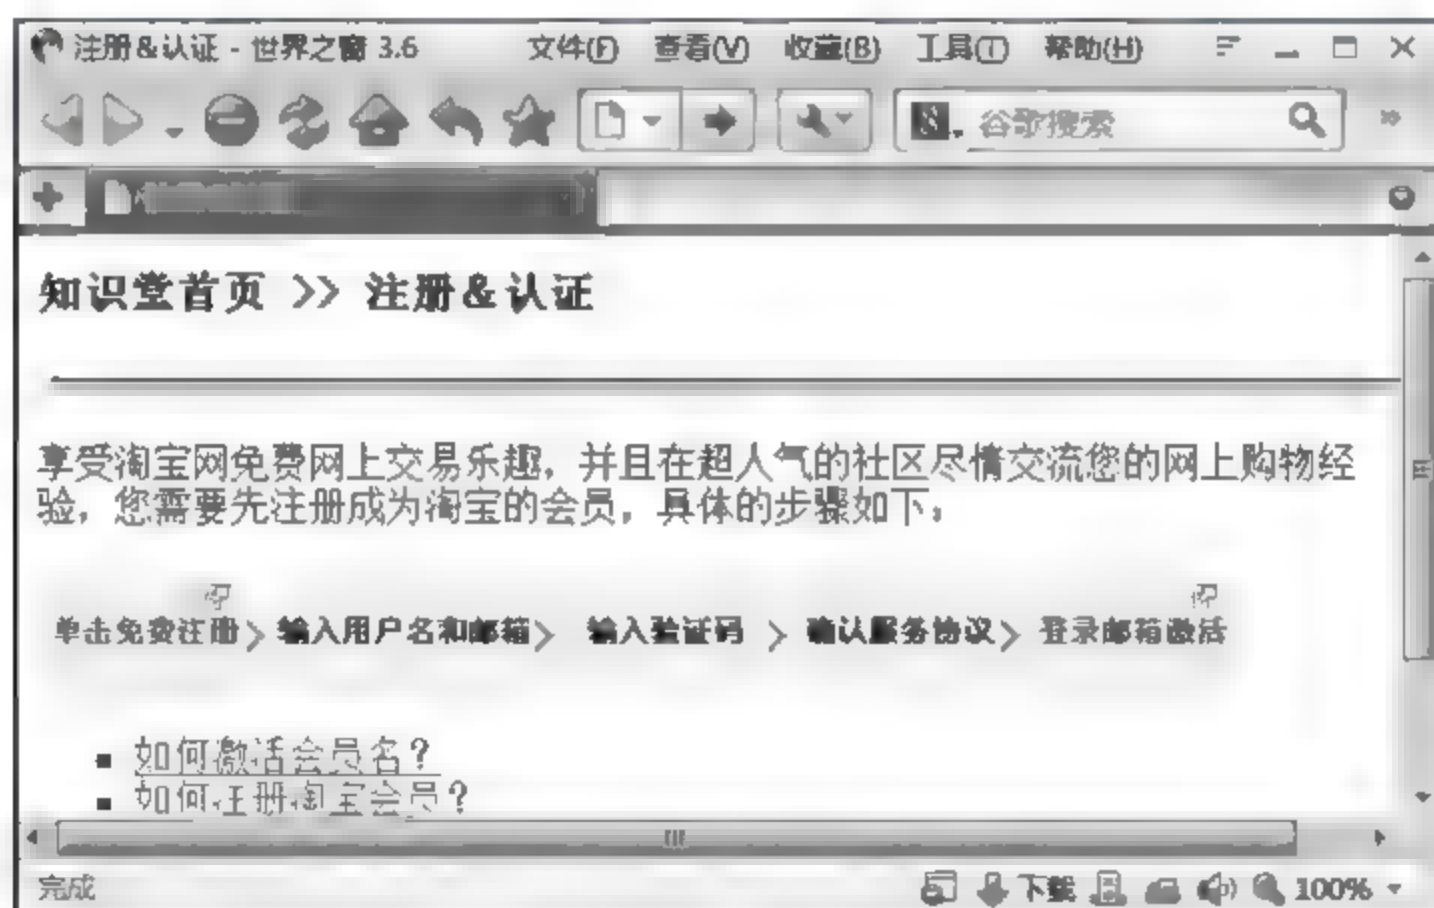 注册&认证 - 世界之窗 3.6 文件(F) 查看(V) 收藏(B) 工具(T) 帮助(H)
谷歌搜索
知识堂首页 >> 注册&认证
享受淘宝网免费网上交易乐趣，并且在超人气的社区尽情交流您的网上购物经
验，您需要先注册成为淘宝的会员，具体的步骤如下：
单击免费注册 > 输入用户名和邮箱 > 输入验证码 > 确认服务协议 > 登录邮箱激活
如何激活会员名？
如何注册淘宝会员？
完成 下载 100%